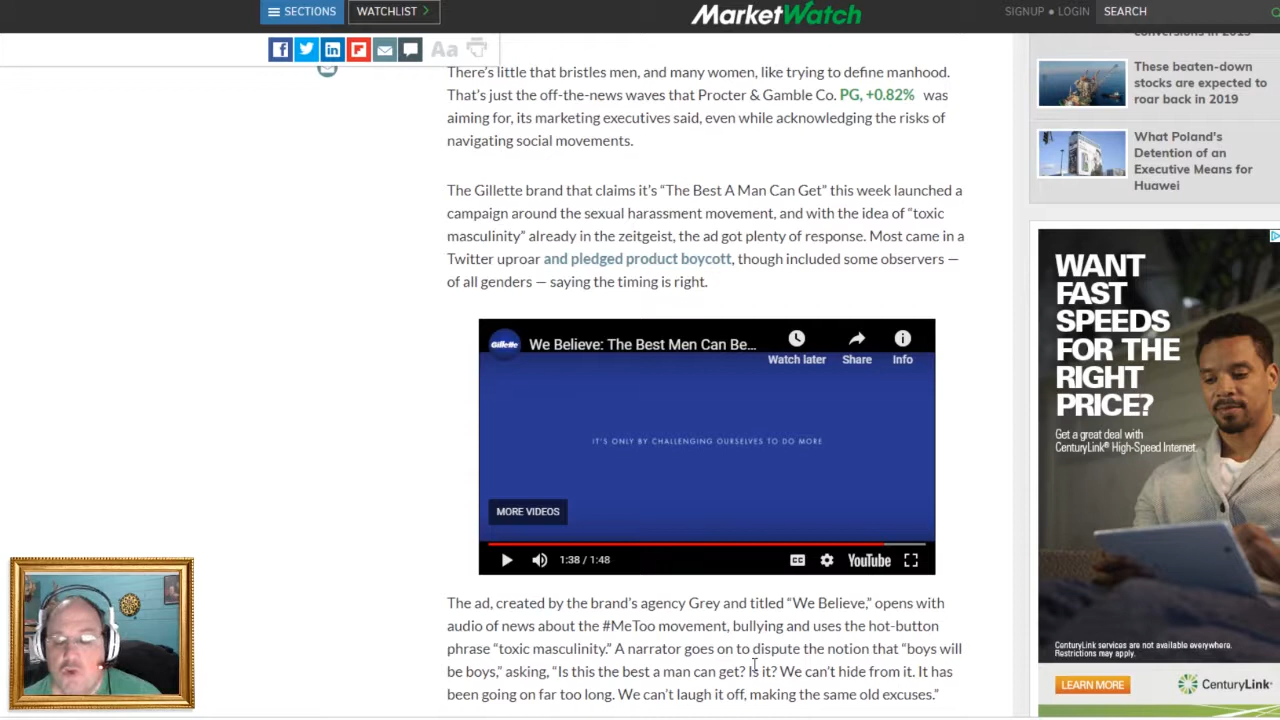 SECTIONS
WATCHLIST >
MarketWatch
SIGNUP • LOGIN
SEARCH
Aa
There's little that bristles men, and many women, like trying to define manhood.
That's just the off-the-news waves that Procter & Gamble Co. PG, +0.82% was
aiming for, its marketing executives said, even while acknowledging the risks of
navigating social movements.
The Gillette brand that claims it's “The Best A Man Can Get” this week launched a
campaign around the sexual harassment movement, and with the idea of “toxic
masculinity” already in the zeitgeist, the ad got plenty of response. Most came in a
Twitter uproar and pledged product boycott, though included some observers —
of all genders — saying the timing is right.
Gillette
We Believe: The Best Men Can Be...
Watch later
Share
Info
IT'S ONLY BY CHALLENGING OURSELVES TO DO MORE
MORE VIDEOS
1:38 / 1:48
CC
YouTube
The ad, created by the brand's agency Grey and titled “We Believe,” opens with
audio of news about the #MeToo movement, bullying and uses the hot-button
phrase “toxic masculinity.” A narrator goes on to dispute the notion that “boys will
be boys,” asking, “Is this the best a man can get? Is it? We can't hide from it. It has
been going on far too long. We can't laugh it off, making the same old excuses.”
conversions in 2015
These beaten-down
stocks are expected to
roar back in 2019
What Poland's
Detention of an
Executive Means for
Huawei
WANT
FAST
SPEEDS
FOR THE
RIGHT
PRICE?
Get a great deal with
CenturyLink® High-Speed Internet.
CenturyLink services are not available everywhere.
Restrictions may apply.
LEARN MORE
CenturyLink®